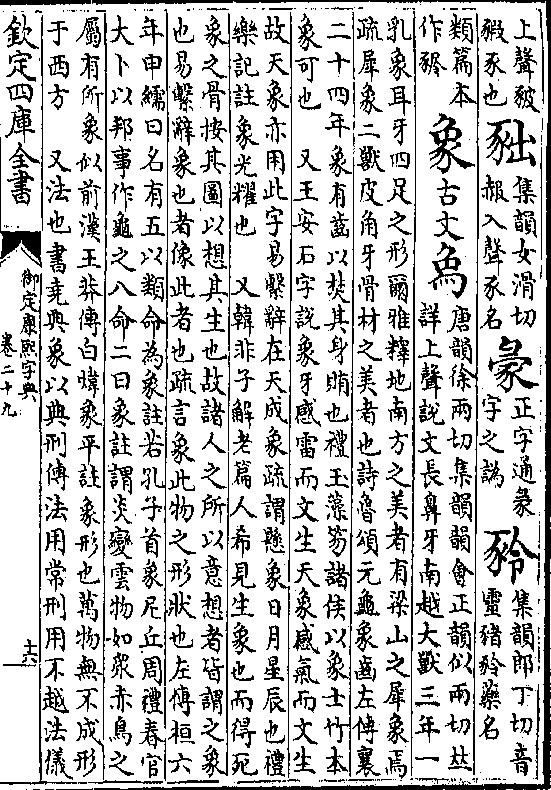 上聲豛
豭豕也
集韻女滑切
赧入聲豕名
正字通彖
字之譌
集韻郎丁切音
靈豬 藥名
類篇本
作
象古文𤉢
唐韻徐兩切集韻韻會正韻似兩切𠀤
詳上聲說文長鼻牙南越大獸三年一
乳象耳牙四足之形爾雅釋地南方之美者有梁山之犀象焉
疏犀象二獸皮角牙骨材之美者也詩魯頌元龜象齒左傳襄
二十四年象有齒以焚其身賄也禮玉藻笏諸侯以象士竹本
象可也 又王安石字說象牙感雷而文生天象感氣而文生
故天象亦用此字易繫辭在天成象疏謂懸象日月星辰也禮
樂記註象光耀也 又韓非子解老篇人希見生象也而得死
象之骨按其圖以想其生也故諸人之所以意想者皆謂之象
也易繫辭象也者像此者也疏言象此物之形狀也左傳桓六
年申繻曰名有五以類命為象註若孔子首象尼丘周禮春官
大卜以邦事作龜之八命二曰象註謂災變雲物如衆赤鳥之
屬有所象似前漢王莽傳白煒象平註象形也萬物無不成形
于西方 又法也書堯典象以典刑傳法用常刑用不越法儀
欽定四庫全書
御定康熙字典
卷二十九
十六